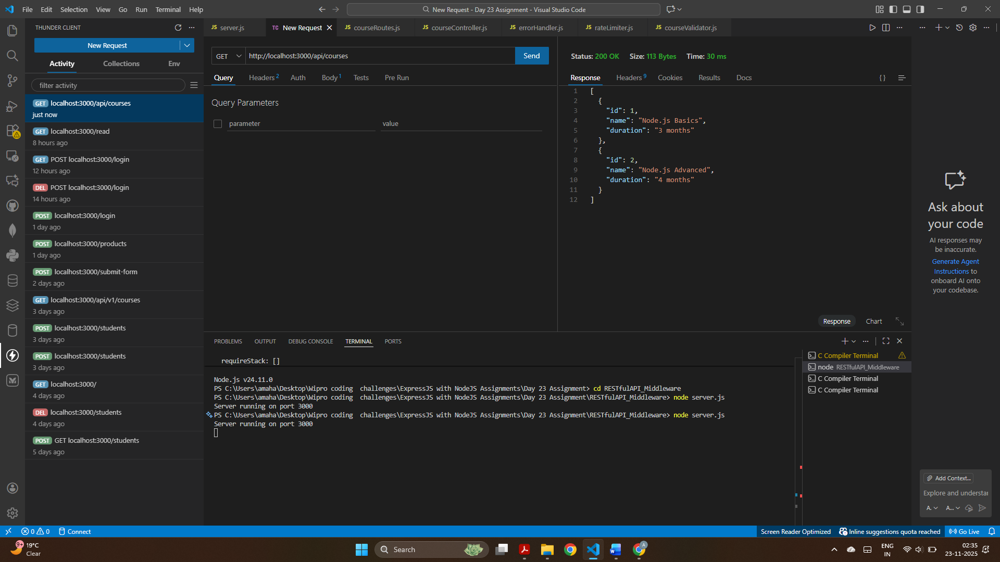 File Edit Selection View Go Run Terminal Help
New Request - Day 23 Assignment - Visual Studio Code
THUNDER CLIENT
New Request
Activity Collections Env
filter activity
GET localhost:3000/api/courses
just now
GET localhost:3000/read
8 hours ago
GET POST localhost:3000/login
12 hours ago
DEL POST localhost:3000/login
14 hours ago
POST localhost:3000/login
1 day ago
POST localhost:3000/products
1 day ago
POST localhost:3000/submit-form
2 days ago
GET localhost:3000/api/v1/courses
3 days ago
POST localhost:3000/students
3 days ago
POST localhost:3000/students
3 days ago
GET localhost:3000/
4 days ago
DEL localhost:3000/students
4 days ago
POST GET localhost:3000/students
5 days ago
JS server.js TC New Request JS courseRoutes.js JS courseController.js JS errorHandler.js JS rateLimiter.js JS courseValidator.js
GET http://localhost:3000/api/courses Send
Query Headers 2 Auth Body 1 Tests Pre Run
Query Parameters
parameter value
Status: 200 OK Size: 113 Bytes Time: 30 ms
Response Headers 9 Cookies Results Docs
{ }
1 [
2 {
3 "id": 1,
4 "name": "Node.js Basics",
5 "duration": "3 months"
6 },
7 {
8 "id": 2,
9 "name": "Node.js Advanced",
10 "duration": "4 months"
11 }
12 ]
Response Chart
PROBLEMS OUTPUT DEBUG CONSOLE TERMINAL PORTS
requireStack: []
Node.js v24.11.0
PS C:\Users\amaha\Desktop\Wipro coding  challenges\ExpressJS with NodeJS Assignments\Day 23 Assignment> cd RESTfulAPI_Middleware
PS C:\Users\amaha\Desktop\Wipro coding  challenges\ExpressJS with NodeJS Assignments\Day 23 Assignment\RESTfulAPI_Middleware> node server.js
Server running on port 3000
PS C:\Users\amaha\Desktop\Wipro coding  challenges\ExpressJS with NodeJS Assignments\Day 23 Assignment\RESTfulAPI_Middleware> node server.js
Server running on port 3000
C Compiler Terminal
node RESTfulAPI_Middleware
C Compiler Terminal
C Compiler Terminal
Ask about
your code
AI responses may
be inaccurate.
Generate Agent
Instructions to
onboard AI onto
your codebase.
Add Context...
Explore and understan
A. A...
0 0 Connect
Screen Reader Optimized Inline suggestions quota reached Go Live
9+ 19°C
Clear
Search
A
ENG
IN
02:35
23-11-2025